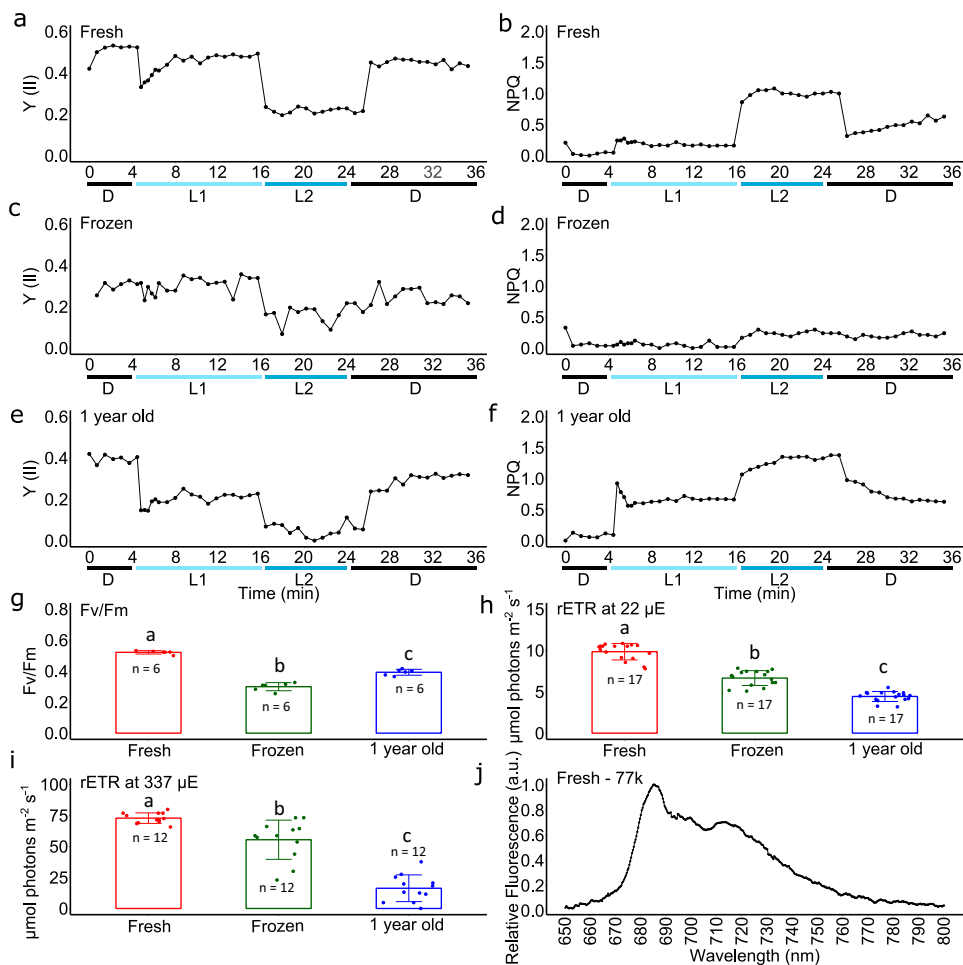 a
Fresh
0.6
0.4
0.2
0.0
Y (II)
0 4 8 12 16 20 24 28 32 36
D L1 L2 D
b
Fresh
2.0
1.5
1.0
0.5
0.0
NPQ
0 4 8 12 16 20 24 28 32 36
D L1 L2 D
c
Frozen
0.6
0.4
0.2
0.0
Y (II)
0 4 8 12 16 20 24 28 32 36
D L1 L2 D
d
Frozen
2.0
1.5
1.0
0.5
0.0
NPQ
0 4 8 12 16 20 24 28 32 36
D L1 L2 D
e
1 year old
0.6
0.4
0.2
0.0
Y (II)
0 4 8 12 16 20 24 28 32 36
D L1 L2 D
Time (min)
f
1 year old
2.0
1.5
1.0
0.5
0.0
NPQ
0 4 8 12 16 20 24 28 32 36
D L1 L2 D
Time (min)
g
Fv/Fm
0.8
0.6
0.4
0.2
0.0
Fv/Fm
a b c
n = 6 n = 6 n = 6
Fresh Frozen 1 year old
h
rETR at 22 µE
15
10
5
0
µmol photons m⁻² s⁻¹
a b c
n = 17 n = 17 n = 17
Fresh Frozen 1 year old
i
rETR at 337 µE
100
75
50
25
0
µmol photons m⁻² s⁻¹
a b c
n = 12 n = 12 n = 12
Fresh Frozen 1 year old
j
Fresh - 77k
1.0
0.8
0.6
0.4
0.2
0.0
Relative Fluorescence (a.u.)
650 660 670 680 690 700 710 720 730 740 750 760 770 780 790 800
Wavelength (nm)